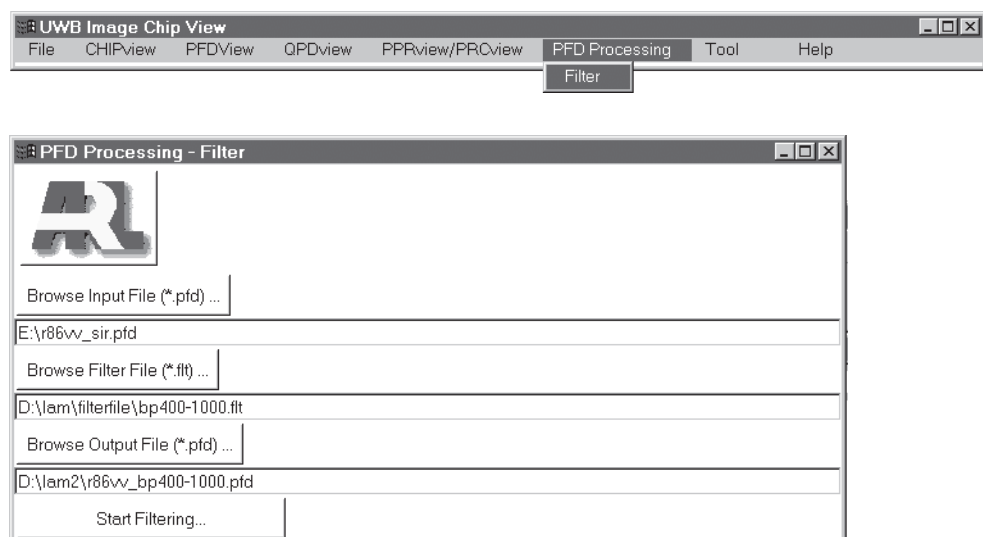 UWB Image Chip View
File CHIPview PFDView QPDview PPRview/PRCview PFD Processing Tool Help
Filter
PFD Processing - Filter
ARL
Browse Input File (*.pfd) ...
E:\r86vv_sir.pfd
Browse Filter File (*.flt) ...
D:\lam\filterfile\bp400-1000.flt
Browse Output File (*.pfd) ...
D:\lam2\r86vv_bp400-1000.pfd
Start Filtering...